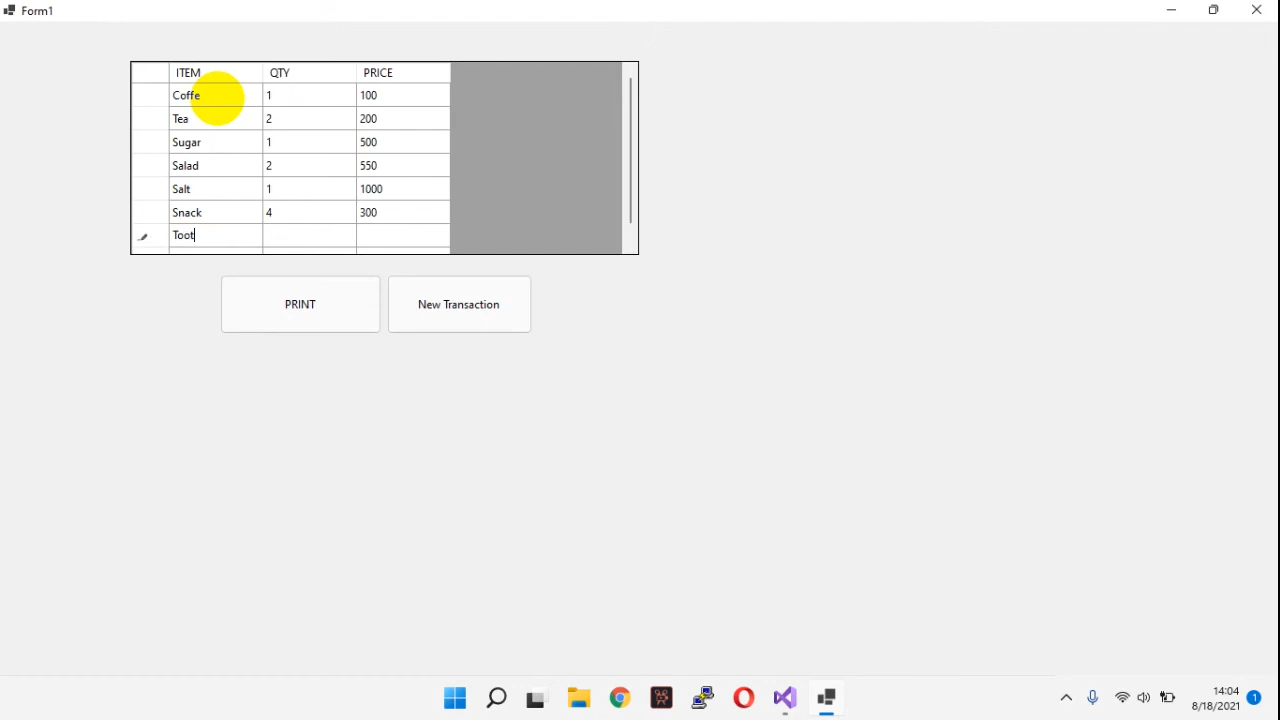 Form1
ITEM QTY PRICE
Coffe 1 100
Tea 2 200
Sugar 1 500
Salad 2 550
Salt 1 1000
Snack 4 300
Toot
PRINT New Transaction
14:04
8/18/2021 1